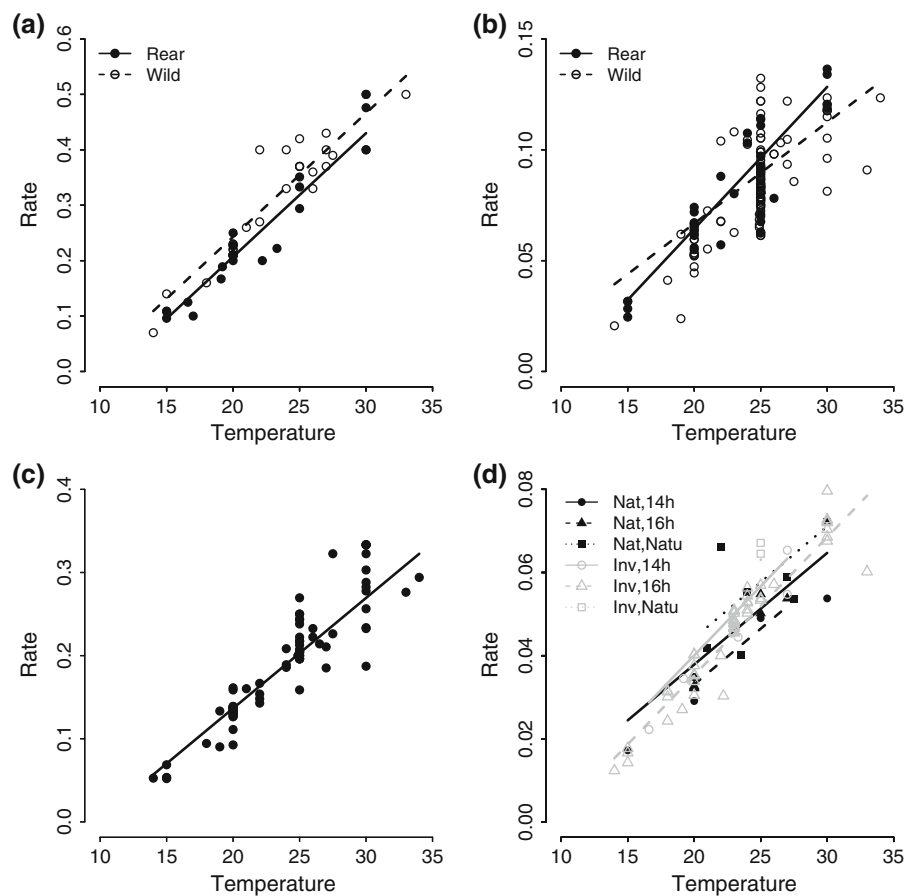 (a)
0.6
0.5
0.4
0.3
0.2
0.1
0.0
Rate
Rear
Wild
10 15 20 25 30 35
Temperature
(b)
0.15
0.10
0.05
0.00
Rate
Rear
Wild
10 15 20 25 30 35
Temperature
(c)
0.4
0.3
0.2
0.1
0.0
Rate
10 15 20 25 30 35
Temperature
(d)
0.08
0.06
0.04
0.02
0.00
Rate
Nat,14h
Nat,16h
Nat,Natu
Inv,14h
Inv,16h
Inv,Natu
10 15 20 25 30 35
Temperature